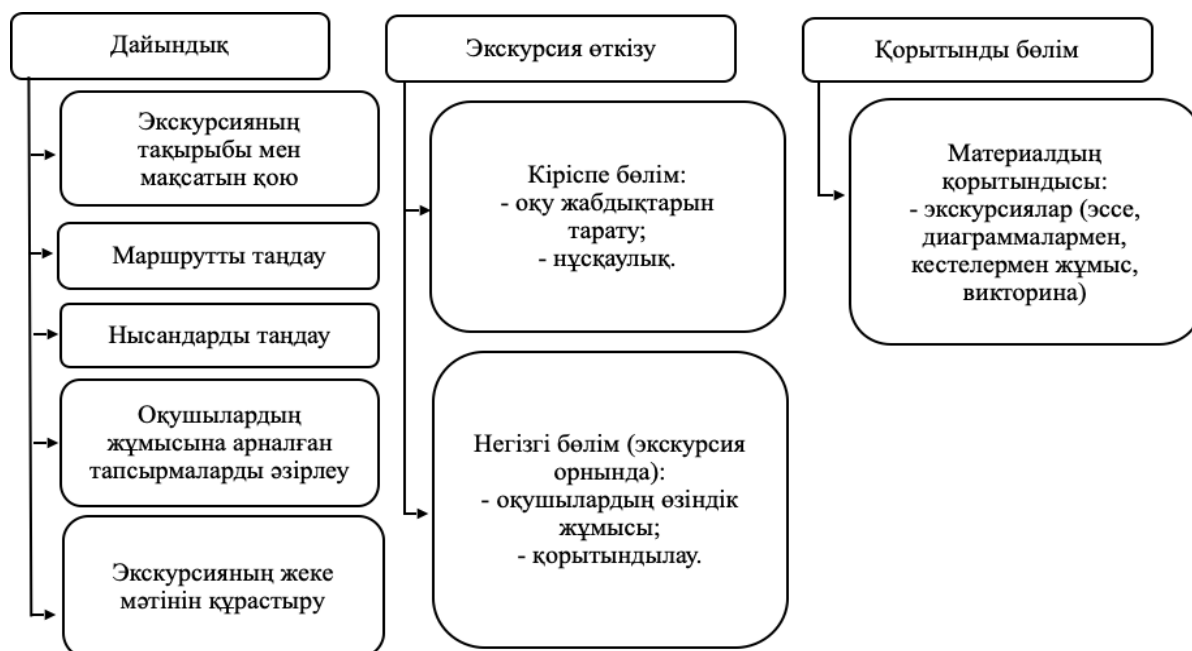 Дайындық
Экскурсияның
тақырыбы мен
мақсатын қою
Маршрутты таңдау
Нысандарды таңдау
Оқушылардың
жұмысына арналған
тапсырмаларды әзірлеу
Экскурсияның жеке
мәтінін құрастыру
Экскурсия өткізу
Кіріспе бөлім:
- оқу жабдықтарын
тарату;
- нұсқаулық.
Негізгі бөлім (экскурсия
орнында):
- оқушылардың өзіндік
жұмысы;
- қорытындылау.
Қорытынды бөлім
Материалдың
қорытындысы:
- экскурсиялар (эссе,
диаграммалармен,
кестелермен жұмыс,
викторина)